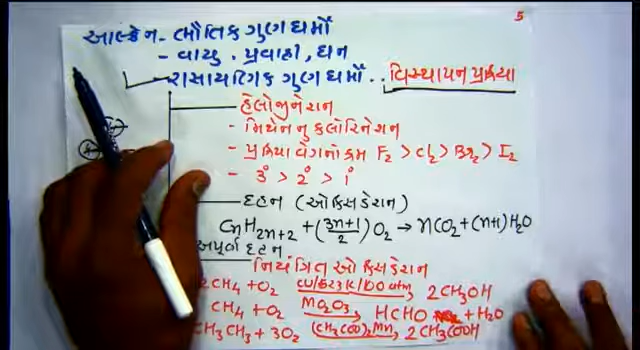 5
આલ્કેન - ભૌતિક ગુણધર્મો
- વાયુ . પ્રવાહી , ઘન
- રાસાયણિક ગુણધર્મો . . વિસ્થાપન પ્રક્રિયા
હેલોજીનેશન
- મિથેનનુ ક્લોરિનેશન
- પ્રક્રિયા વેગનો ક્રમ F₂ > Cl₂ > Br₂ > I₂
- 3° > 2° > 1°
દહન (ઓક્સિડેશન)
CnH2n+2 + (3n+1/2) O₂ → nCO₂ + (n+1) H₂O
અપૂર્ણ દહન
નિયંત્રિત ઓક્સિડેશન
2CH₄ + O₂ Cu/523K/100 atm → 2CH₃OH
CH₄ + O₂ Mo₂O₃ → HCHO + H₂O
CH₃CH₃ + 3O₂ (CH₃COO)₂Mn → 2CH₃COOH